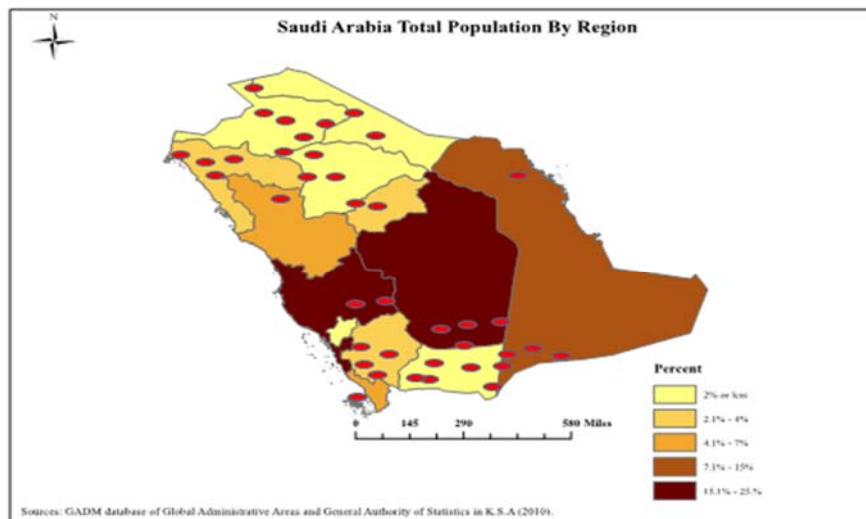 Saudi Arabia Total Population By Region
N
Percent
2% or less
2.1% - 4%
4.1% - 7%
7.1% - 15%
15.1% - 25.%
0 145 290 580 Miles
Sources: GADM database of Global Administrative Areas and General Authority of Statistics in K.S.A (2010).